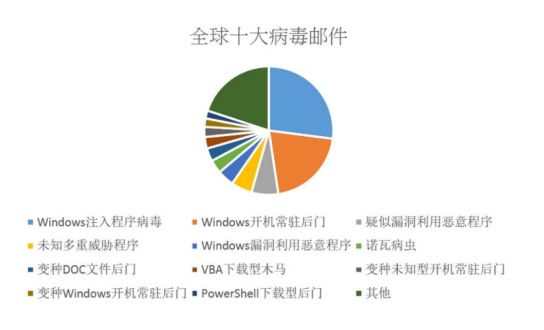 全球十大病毒邮件
Windows注入程序病毒 Windows开机常驻后门 疑似漏洞利用恶意程序
未知多重威胁程序 Windows漏洞利用恶意程序 诺瓦病虫
变种DOC文件后门 VBA下载型木马 变种未知型开机常驻后门
变种Windows开机常驻后门 PowerShell下载型后门 其他